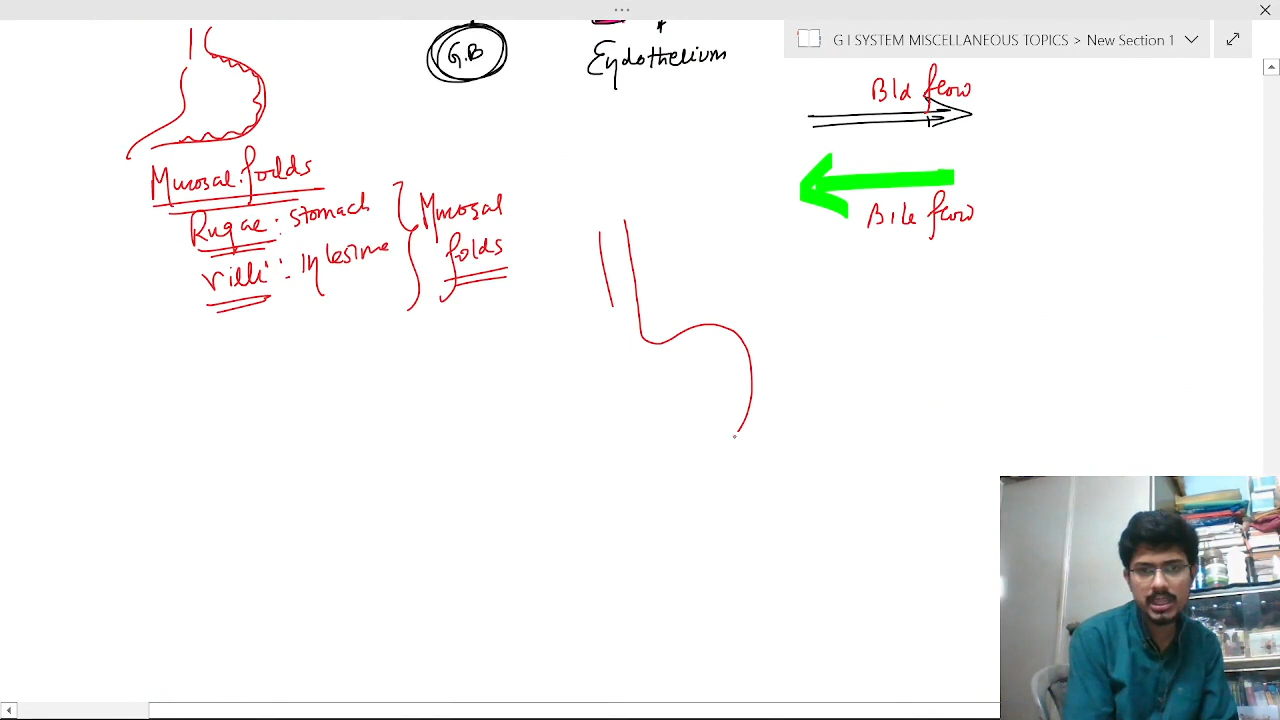 G I SYSTEM MISCELLANEOUS TOPICS > New Section 1
G.B
Endothelium
Bld flow
Bile flow
Mucosal folds
Rugae : stomach
Villi : Intestine
Mucosal
folds